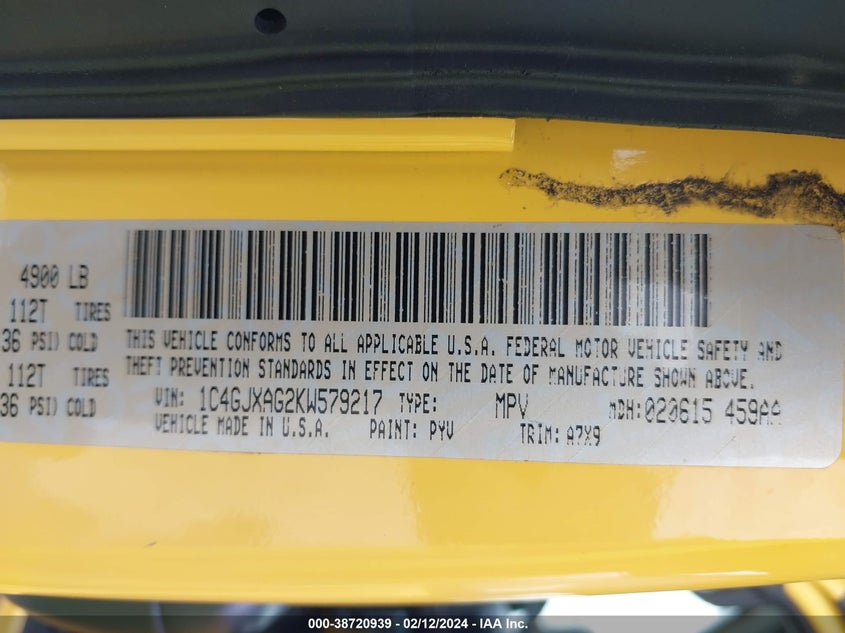 4900 LB
112T TIRES
36 PSI) COLD
112T TIRES
36 PSI) COLD
THIS VEHICLE CONFORMS TO ALL APPLICABLE U.S.A. FEDERAL MOTOR VEHICLE SAFETY AND
THEFT PREVENTION STANDARDS IN EFFECT ON THE DATE OF MANUFACTURE SHOWN ABOVE.
VIN: 1C4GJXAG2KW579217 TYPE: MPV MDH:020615 459AA
VEHICLE MADE IN U.S.A. PAINT: PYV TRIM: A7X9
000-38720939 - 02/12/2024 - IAA Inc.